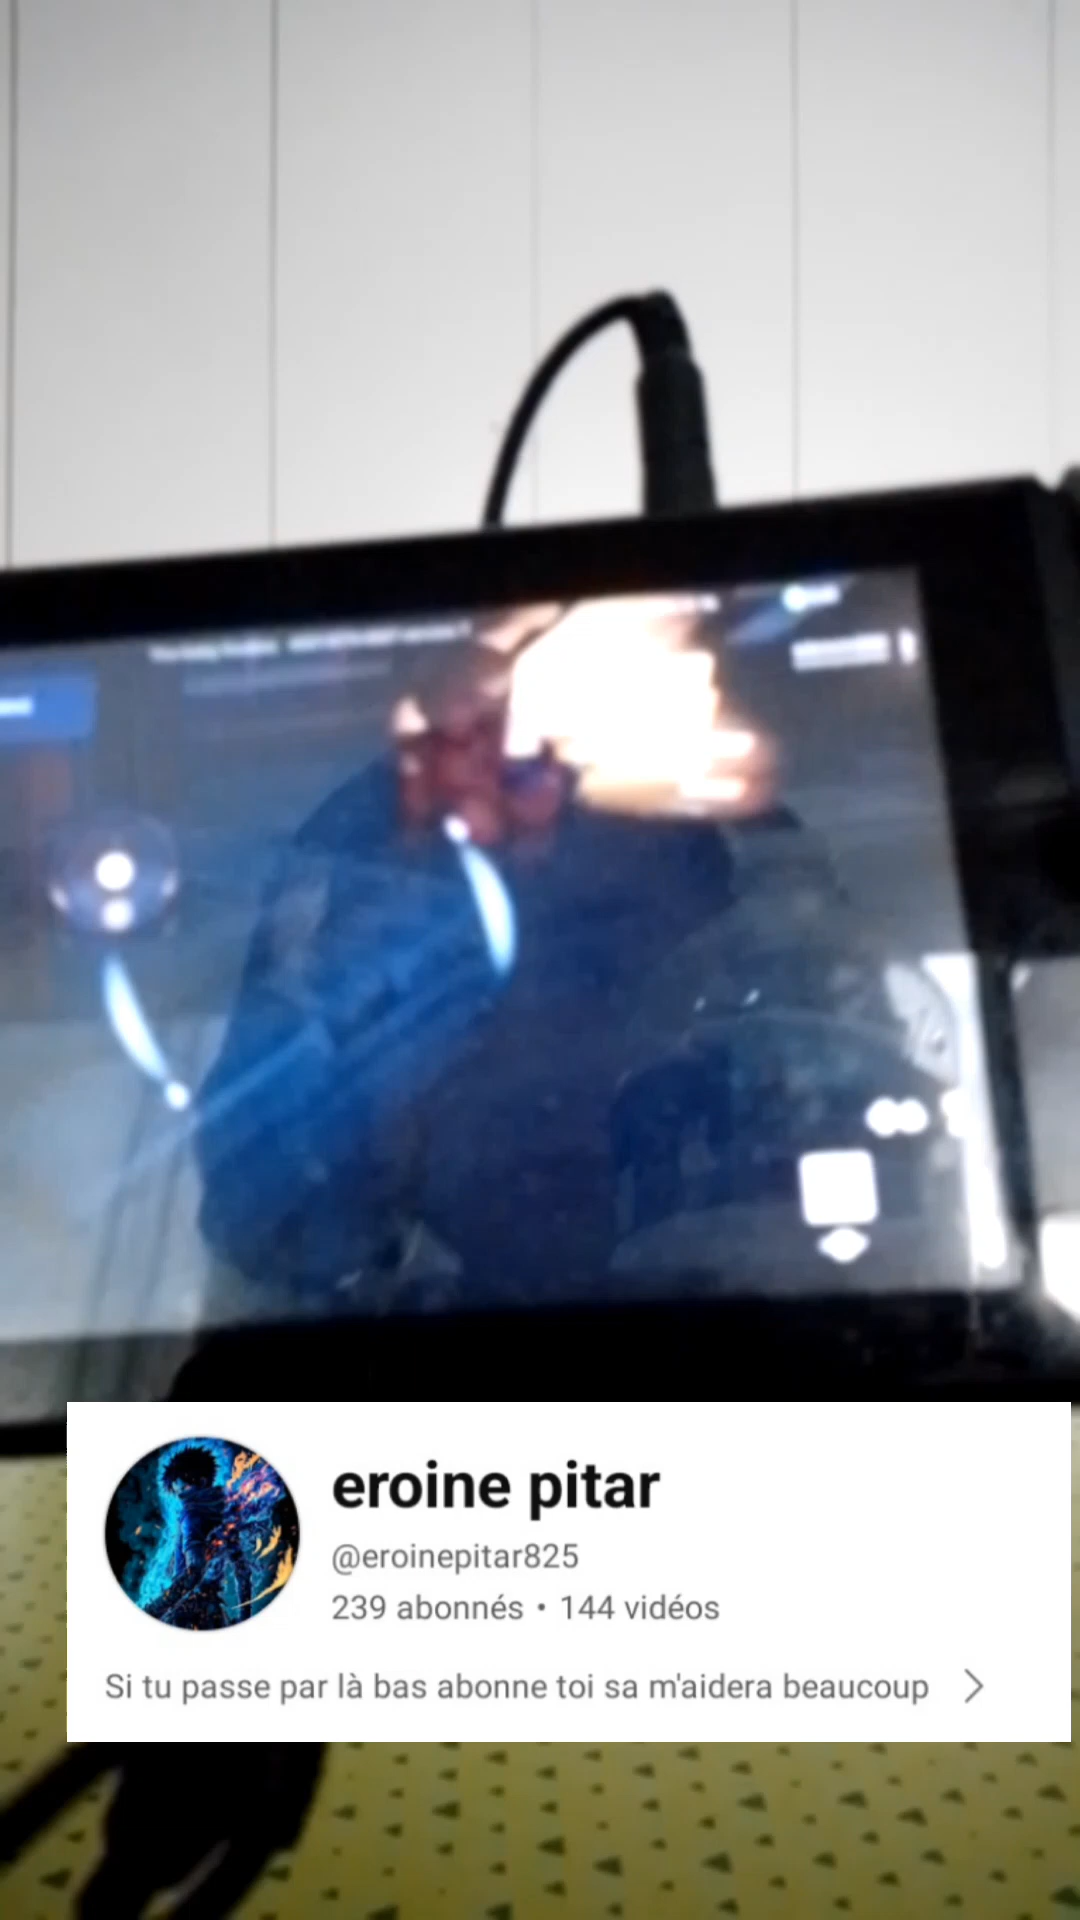 eroine pitar
@eroinepitar825
239 abonnés • 144 vidéos
Si tu passe par là bas abonne toi sa m'aidera beaucoup